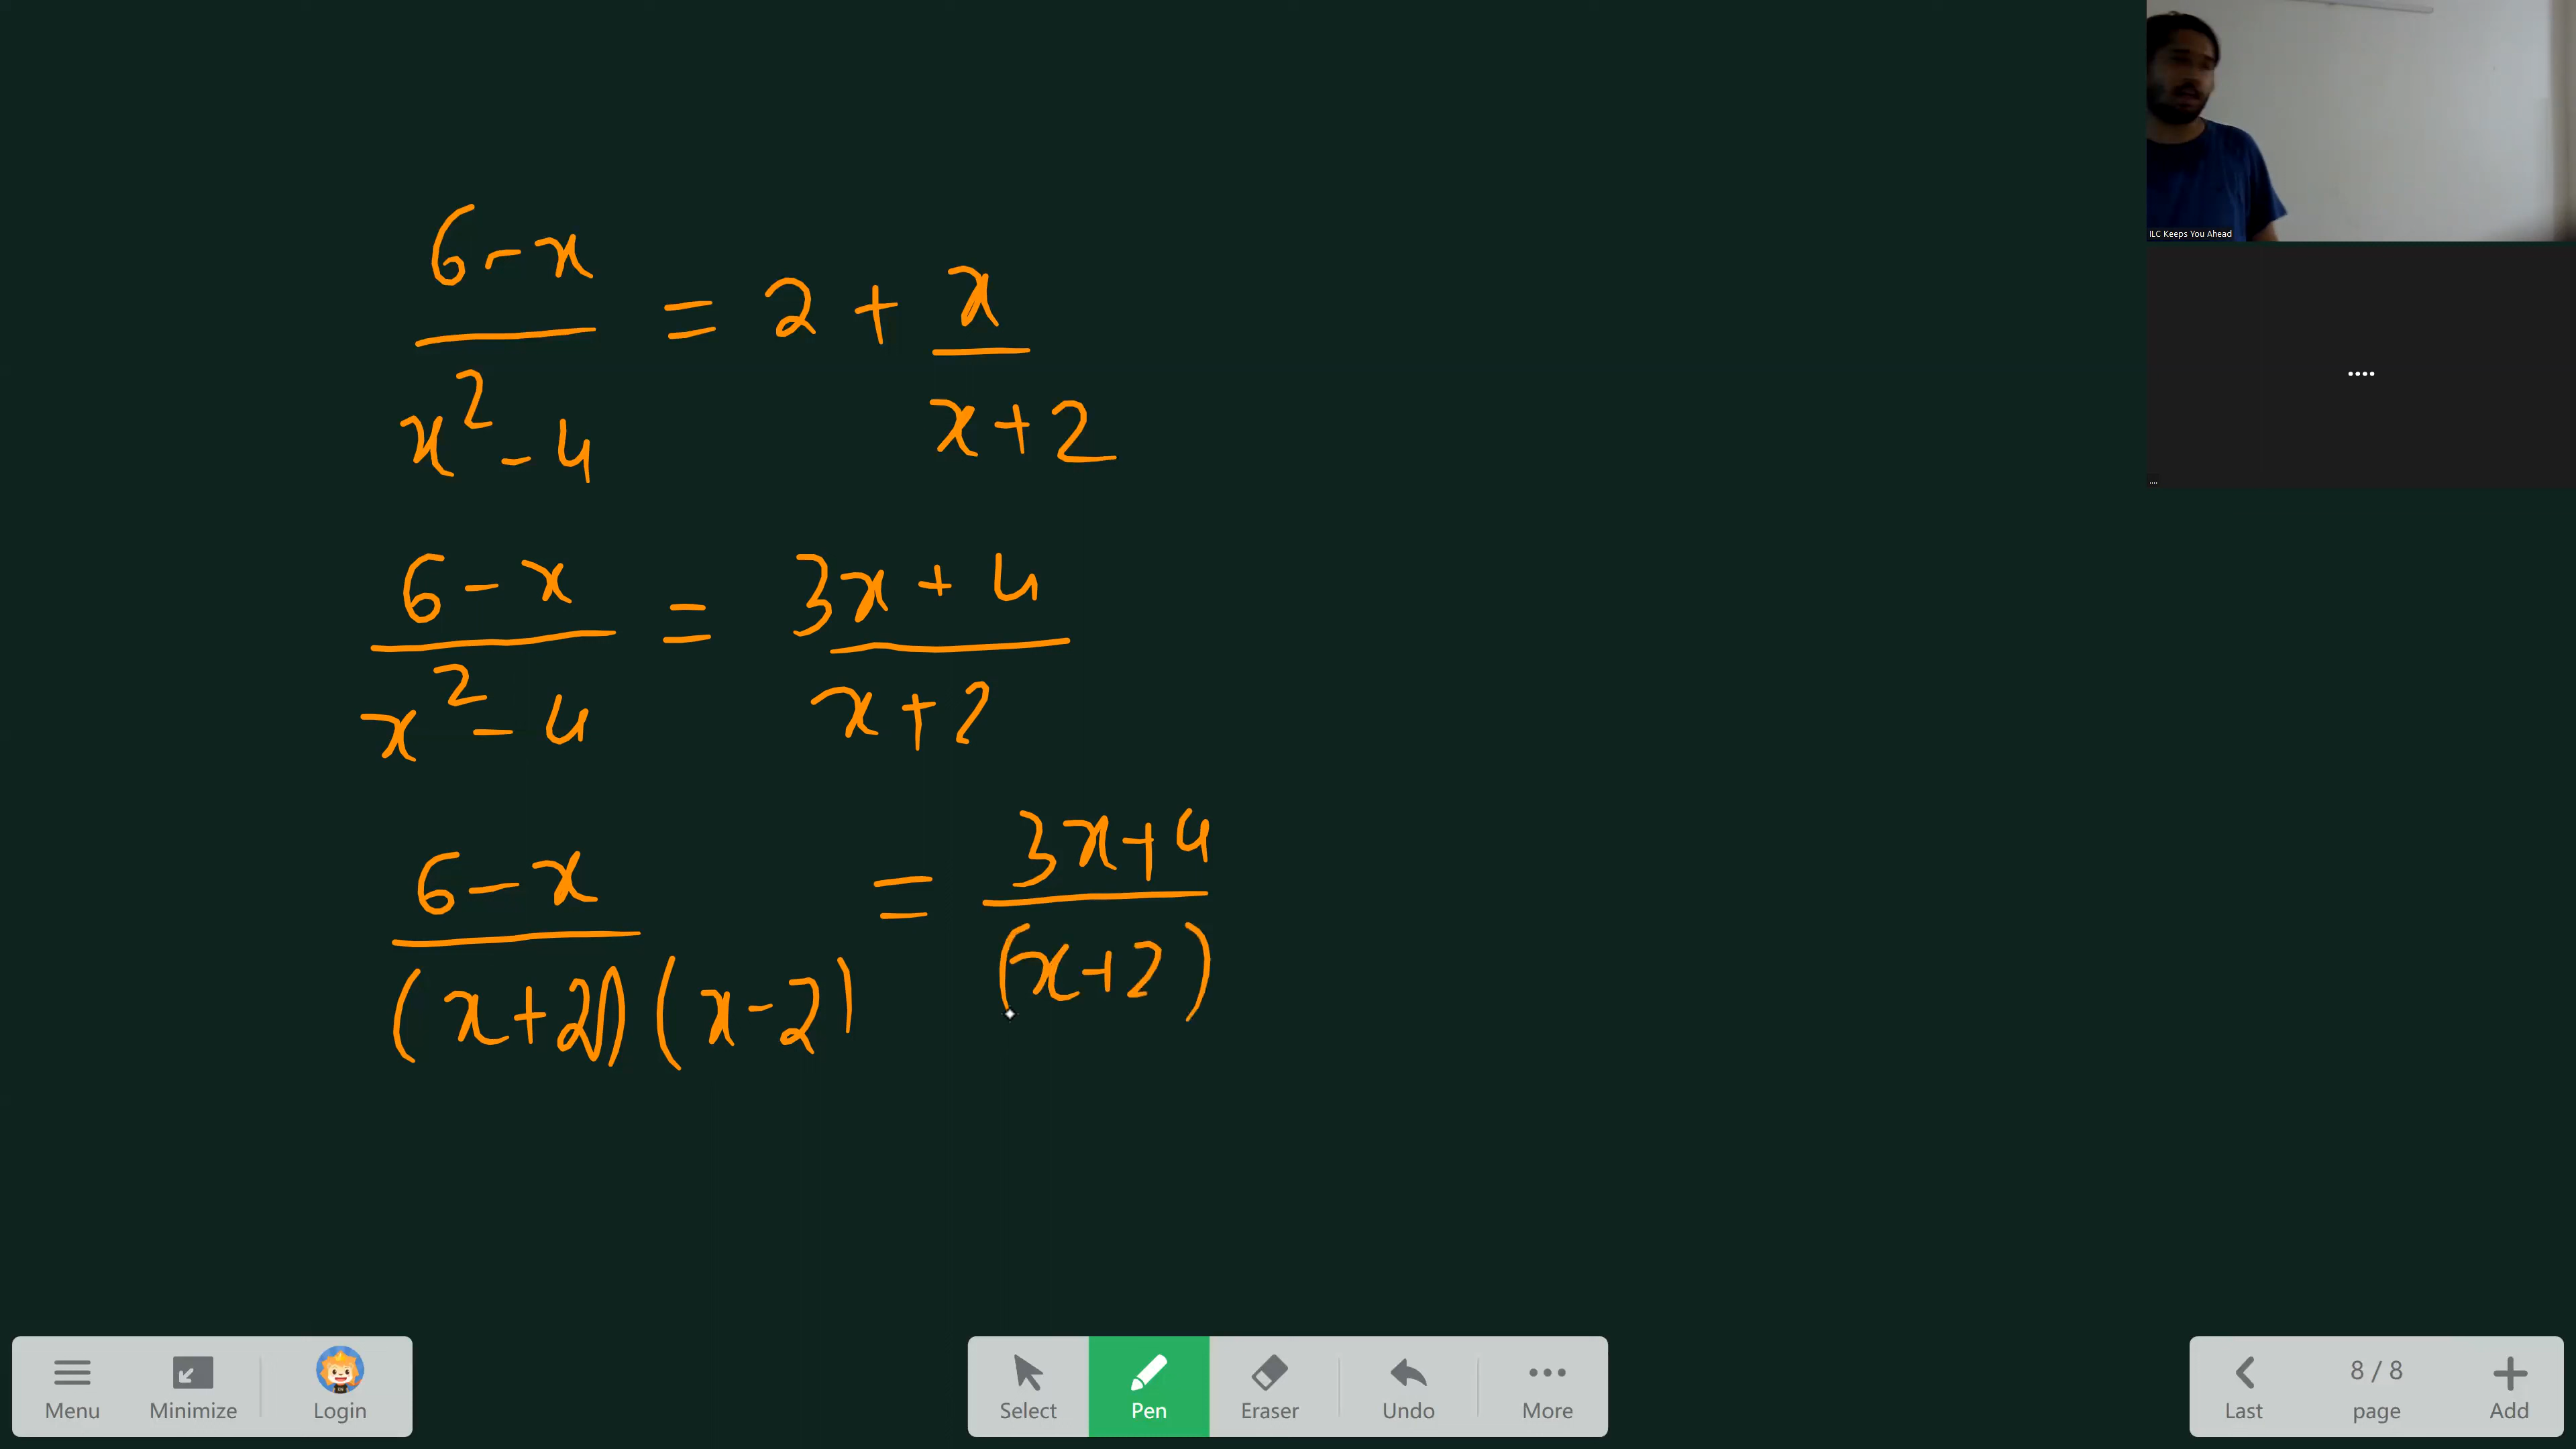 ILC Keeps You Ahead
....
....
6-x / x² - 4 = 2 + x / x+2
6-x / x² - 4 = 3x + 4 / x+2
6-x / (x+2) (x-2) = 3x+4 / (x+2)
Menu Minimize Login Select Pen Eraser Undo More Last 8 / 8 page Add